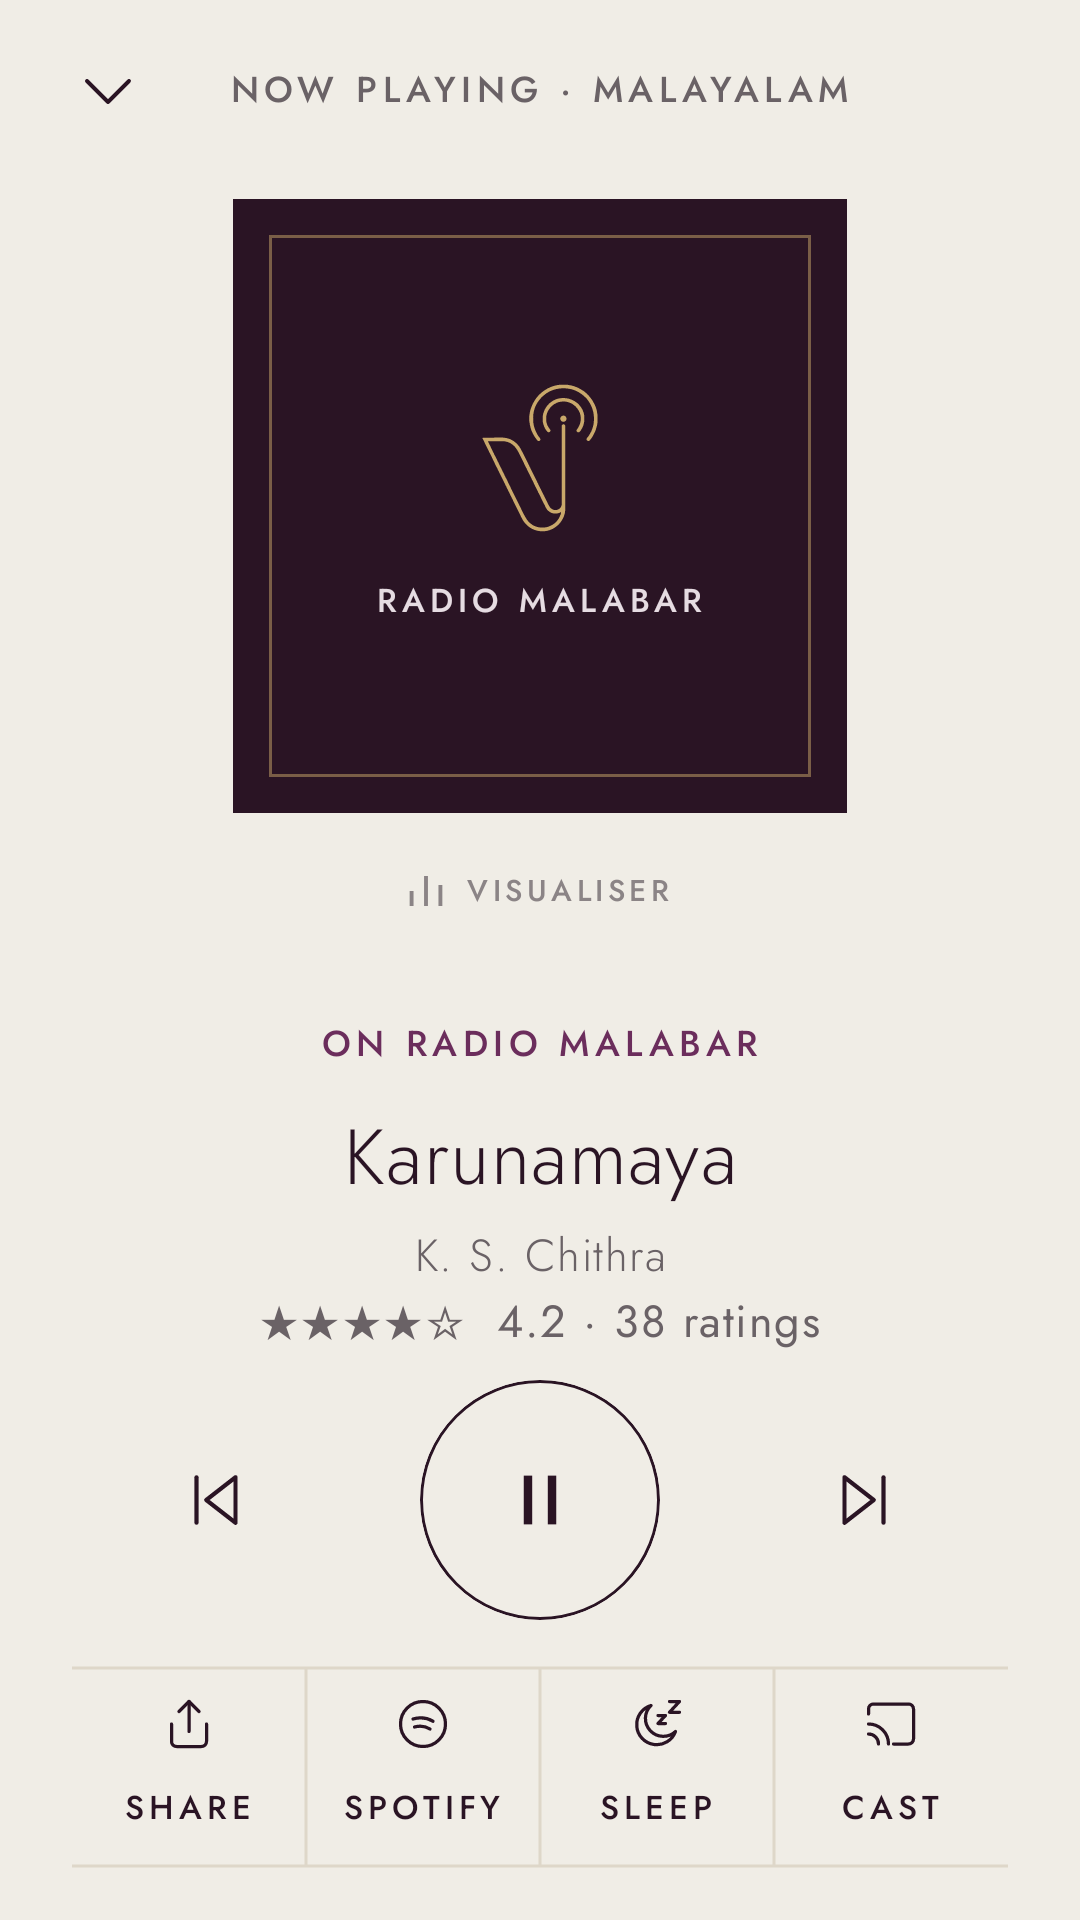 NOW PLAYING · MALAYALAM
RADIO MALABAR
VISUALISER
ON RADIO MALABAR
Karunamaya
K. S. Chithra
★★★★☆ 4.2 · 38 ratings
SHARE
SPOTIFY
SLEEP
CAST